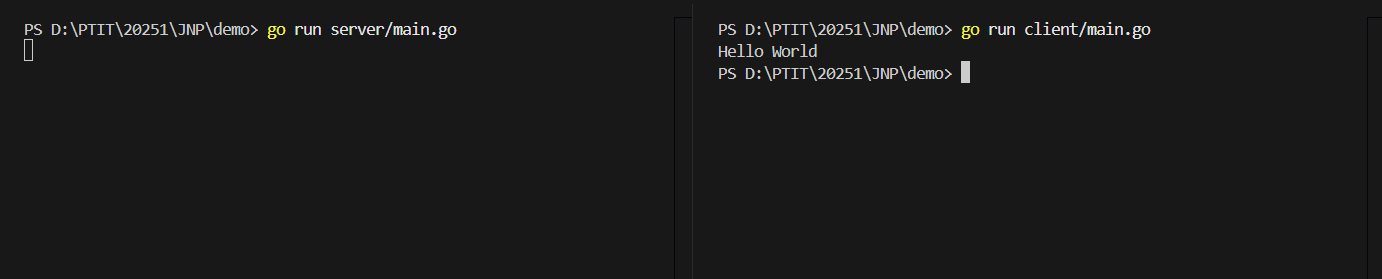 PS D:\PTIT\20251\JNP\demo> go run server/main.go
PS D:\PTIT\20251\JNP\demo> go run client/main.go
Hello World
PS D:\PTIT\20251\JNP\demo>